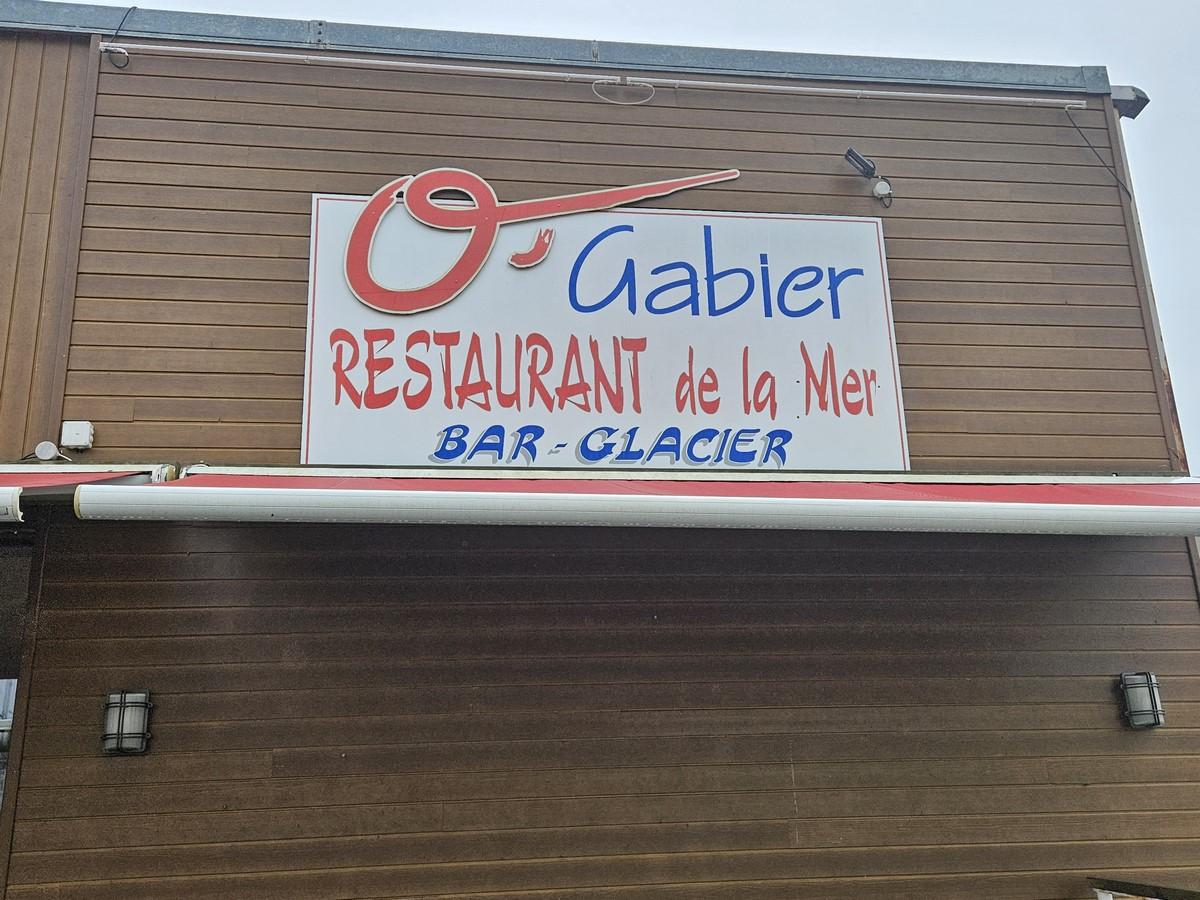 O' Gabier
RESTAURANT de la Mer
BAR - GLACIER